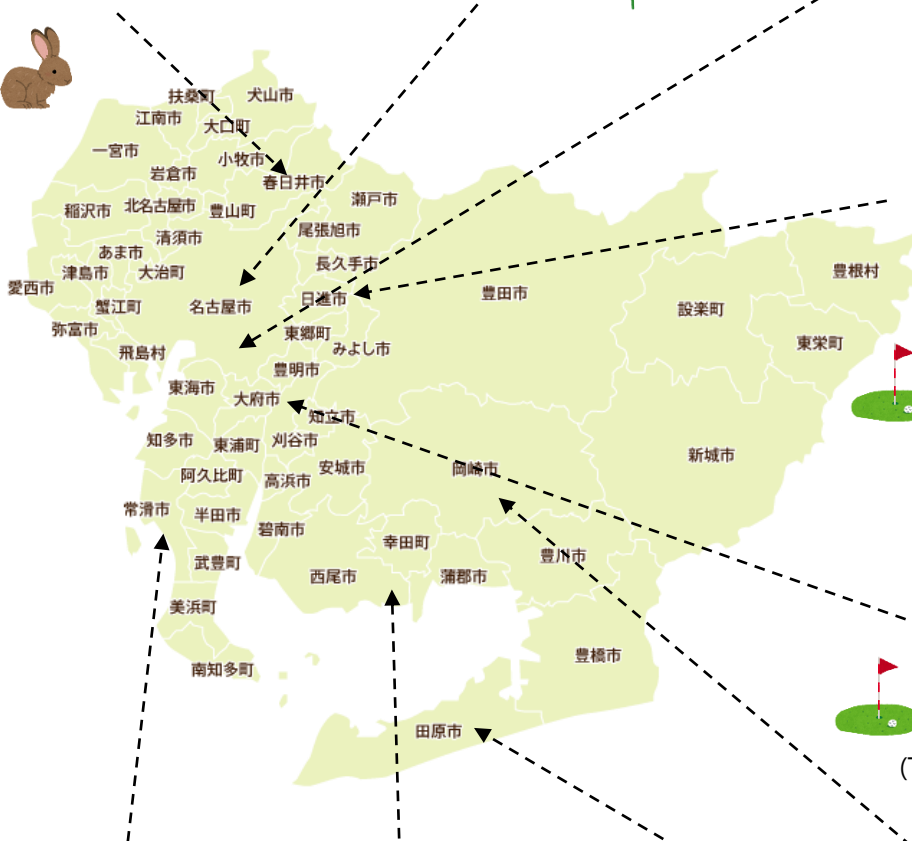 扶桑町
犬山市
江南市
大口町
一宮市
小牧市
岩倉市
春日井市
瀬戸市
稲沢市
北名古屋市
豊山町
尾張旭市
清須市
あま市
長久手市
津島市
大治町
愛西市
日進市
豊田市
豊根村
蟹江町
名古屋市
設楽町
弥富市
東郷町
みよし市
東栄町
飛島村
豊明市
東海市
大府市
知立市
知多市
東浦町
刈谷市
新城市
安城市
岡崎市
阿久比町
高浜市
常滑市
半田市
碧南市
幸田町
豊川市
武豊町
西尾市
蒲郡市
美浜町
豊橋市
南知多町
田原市